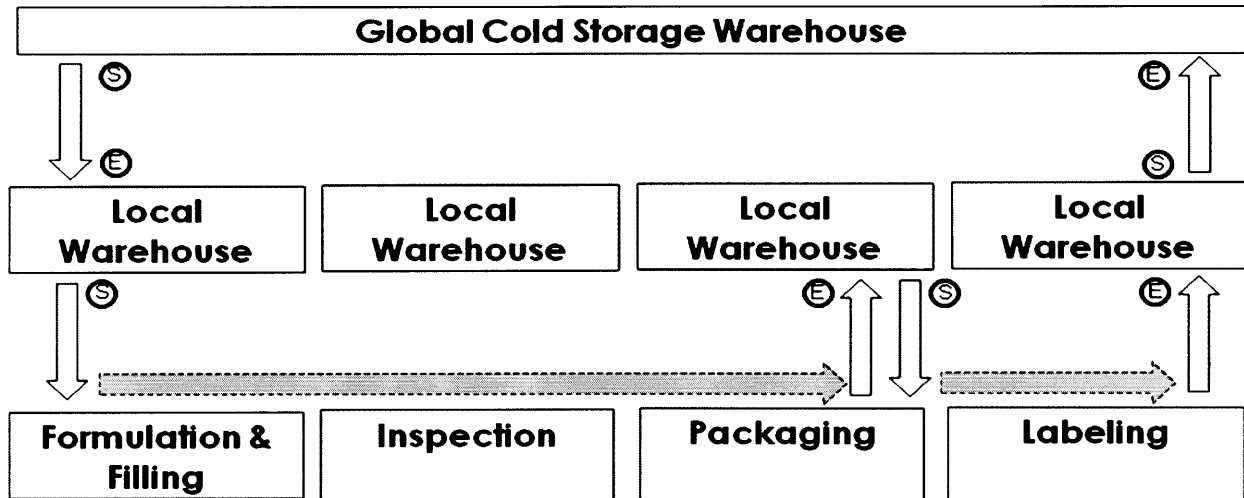 Global Cold Storage Warehouse
S
E
E
S
Local
Warehouse
Local
Warehouse
Local
Warehouse
Local
Warehouse
S
E
S
E
Formulation &
Filling
Inspection
Packaging
Labeling